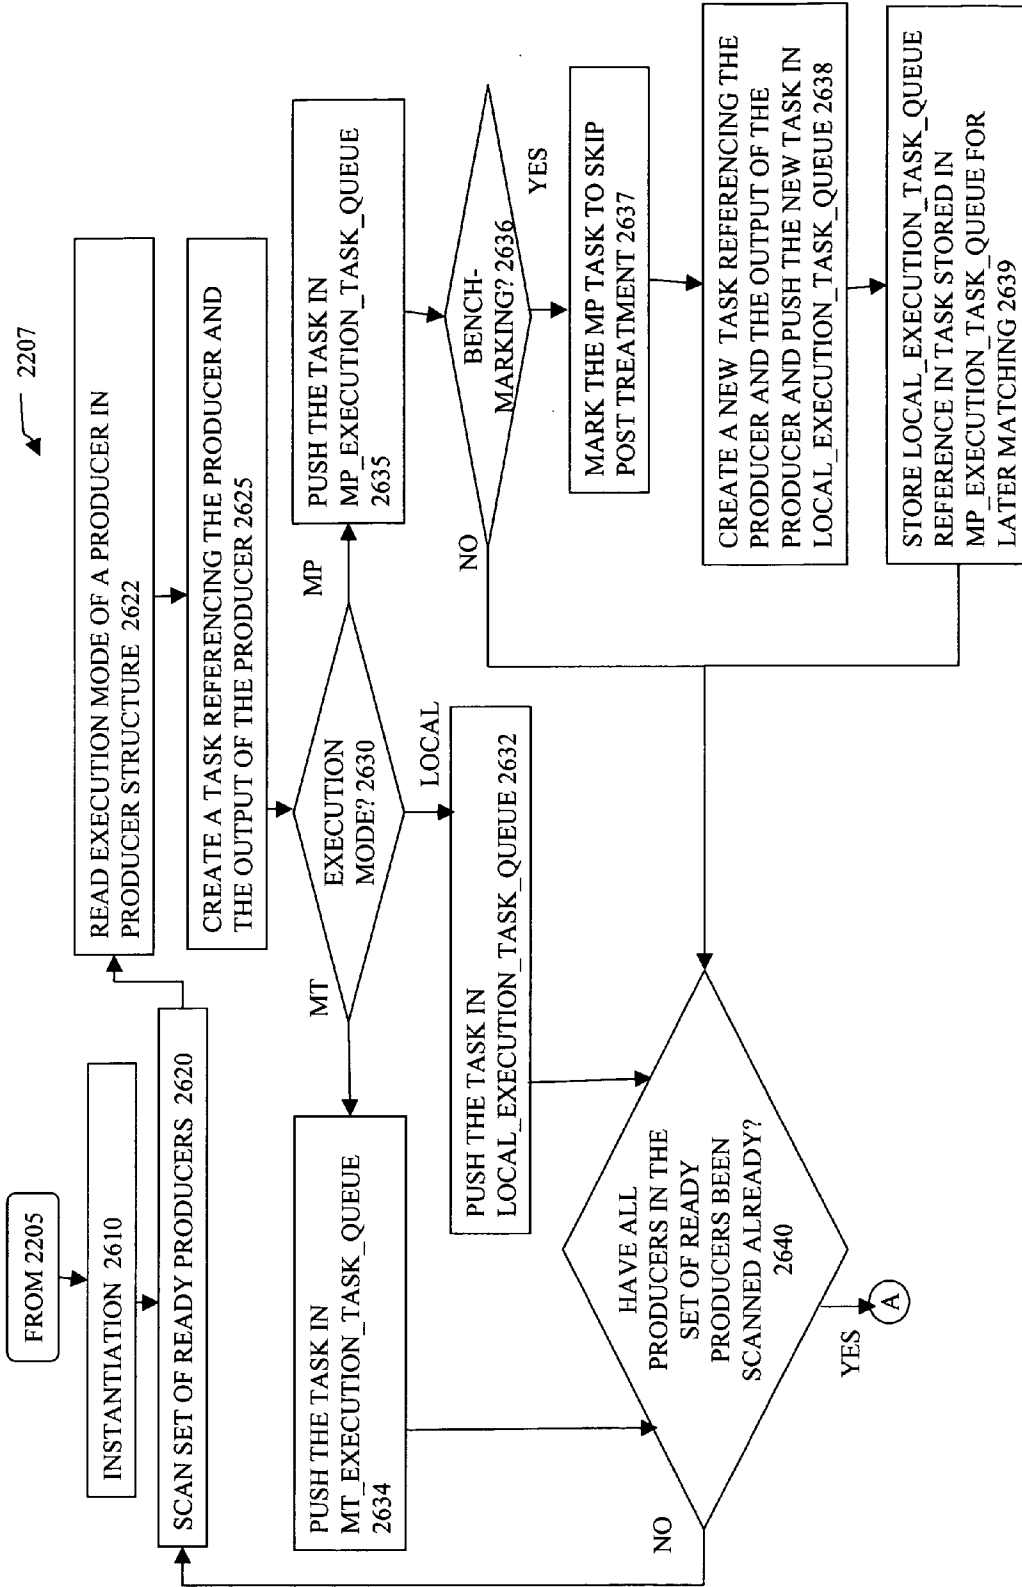 2207
FROM 2205
INSTANTIATION 2610
SCAN SET OF READY PRODUCERS 2620
READ EXECUTION MODE OF A PRODUCER IN
PRODUCER STRUCTURE 2622
CREATE A TASK REFERENCING THE PRODUCER AND
THE OUTPUT OF THE PRODUCER 2625
EXECUTION
MODE? 2630
MT
MP
LOCAL
PUSH THE TASK IN
MT_EXECUTION_TASK_QUEUE
2634
PUSH THE TASK IN
LOCAL_EXECUTION_TASK_QUEUE 2632
PUSH THE TASK IN
MP_EXECUTION_TASK_QUEUE
2635
BENCH-
MARKING? 2636
NO
YES
MARK THE MP TASK TO SKIP
POST TREATMENT 2637
CREATE A NEW TASK REFERENCING THE
PRODUCER AND THE OUTPUT OF THE
PRODUCER AND PUSH THE NEW TASK IN
LOCAL_EXECUTION_TASK_QUEUE 2638
STORE LOCAL_EXECUTION_TASK_QUEUE
REFERENCE IN TASK STORED IN
MP_EXECUTION_TASK_QUEUE FOR
LATER MATCHING 2639
HAVE ALL
PRODUCERS IN THE
SET OF READY
PRODUCERS BEEN
SCANNED ALREADY?
2640
NO
YES
A